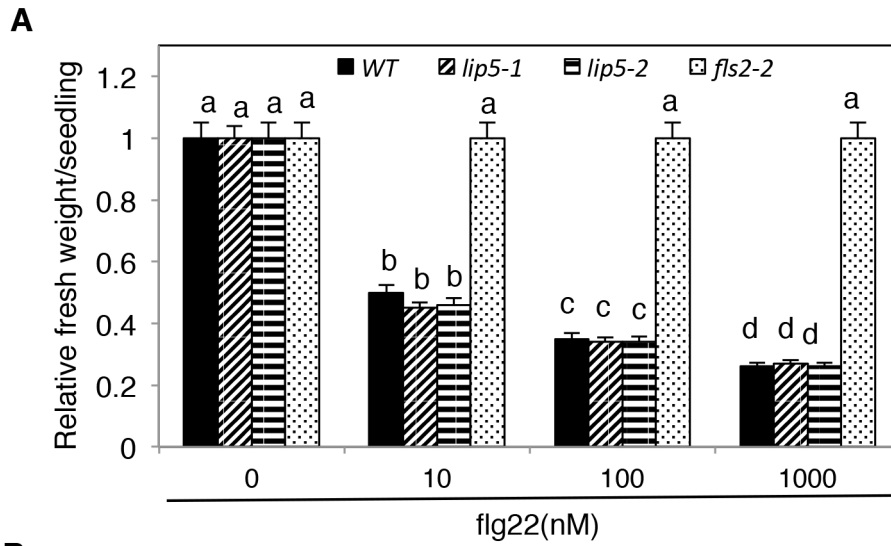 A
WT lip5-1 lip5-2 fls2-2
Relative fresh weight/seedling
1.2
1
0.8
0.6
0.4
0.2
0
a a a a a a a
b b b
c c c
d d d
0 10 100 1000
flg22(nM)